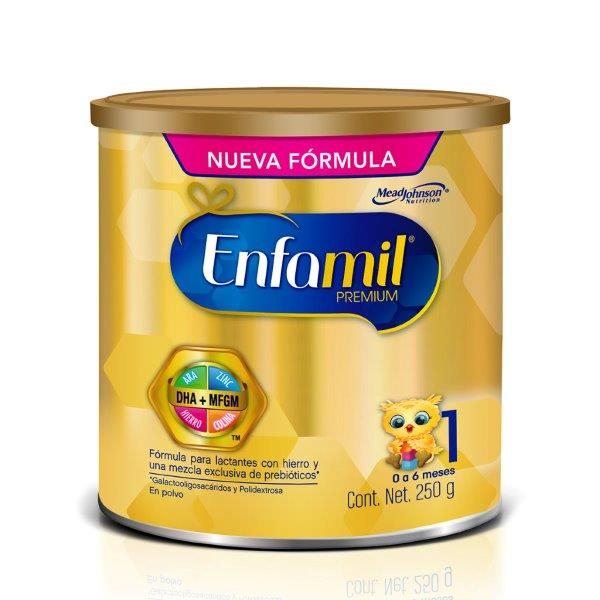 NUEVA FÓRMULA
MeadJohnson®
Nutrition
Enfamil®
PREMIUM
ARA
ZINC
DHA + MFGM
HIERRO
COLINA
TM
Fórmula para lactantes con hierro y
una mezcla exclusiva de prebióticos*
*Galactooligosacáridos y Polidextrosa
En polvo
1
0 a 6 meses
Cont. Net. 250 g